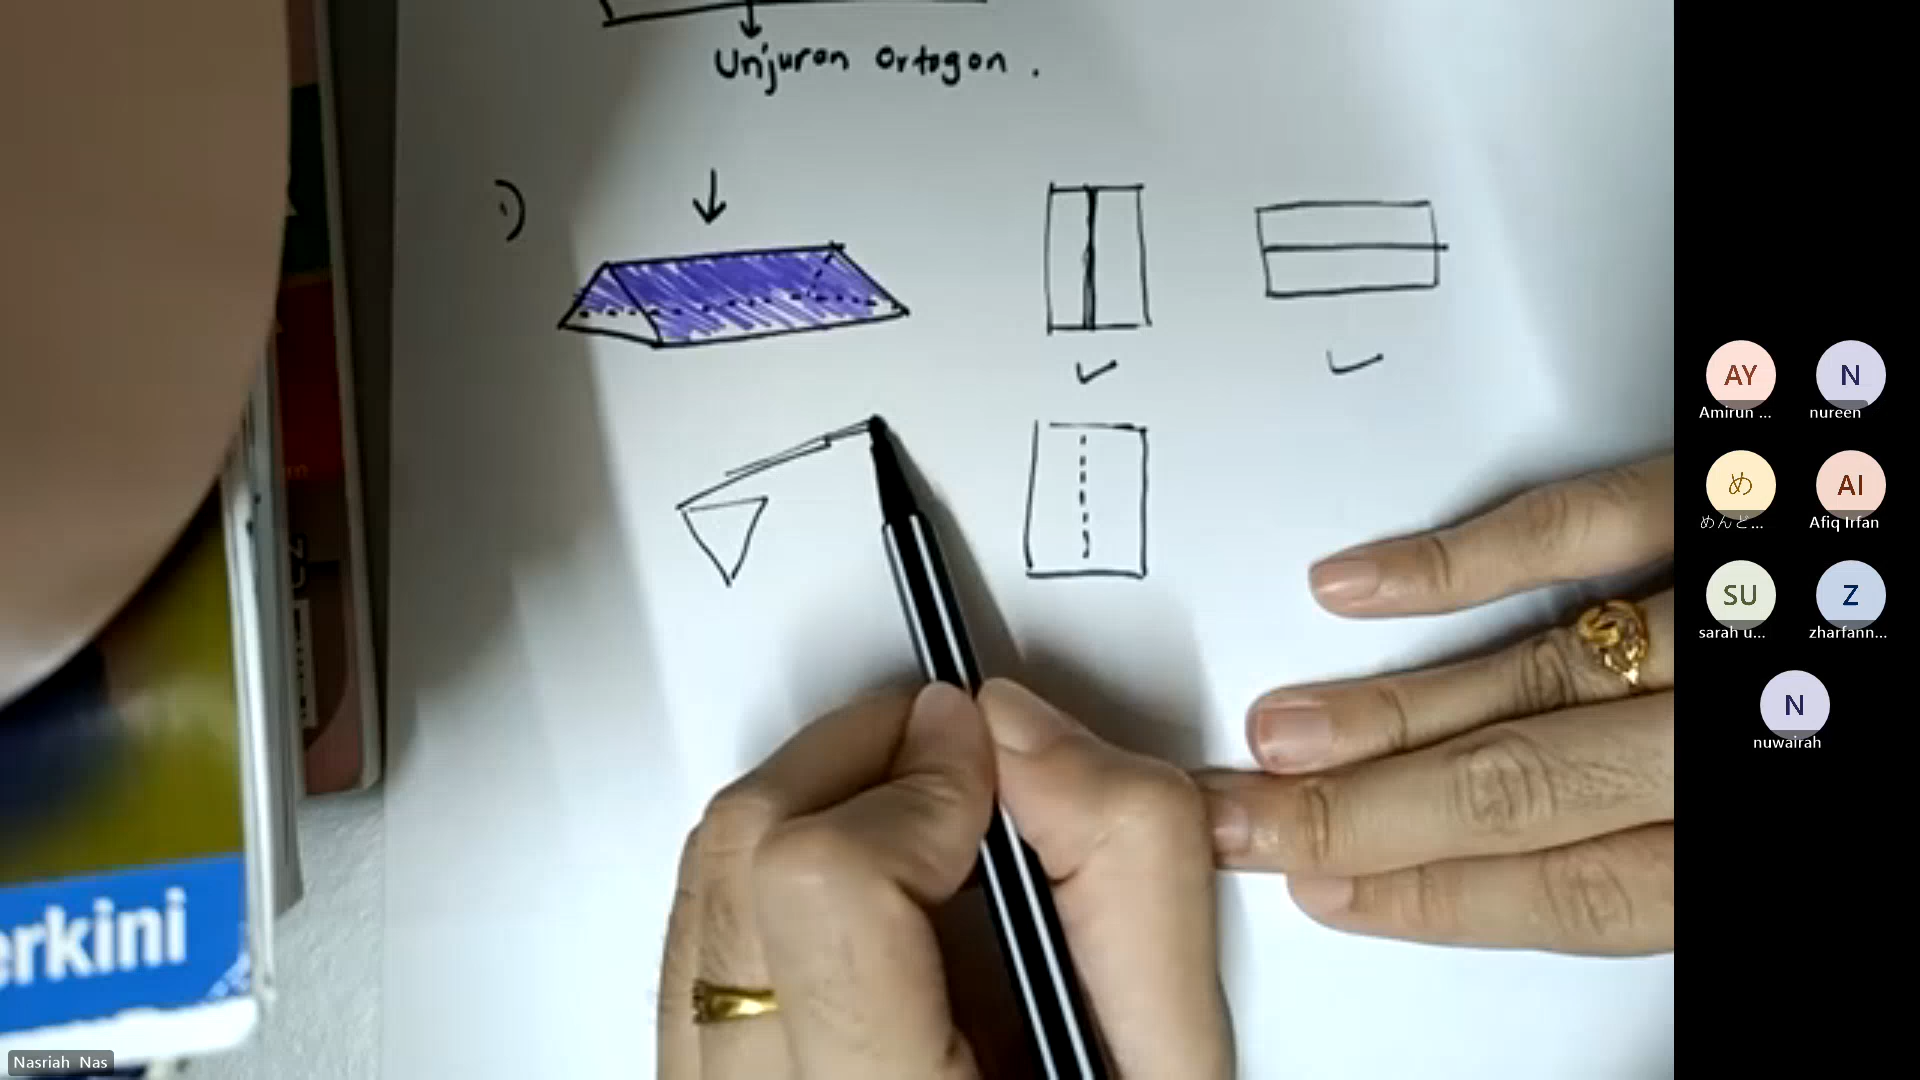 Unjuran Ortogon.
i)
erkini
Nasriah Nas
AY
Amirun ...
N
nureen
め
めんど...
AI
Afiq Irfan
SU
sarah u...
Z
zharfann...
N
nuwairah